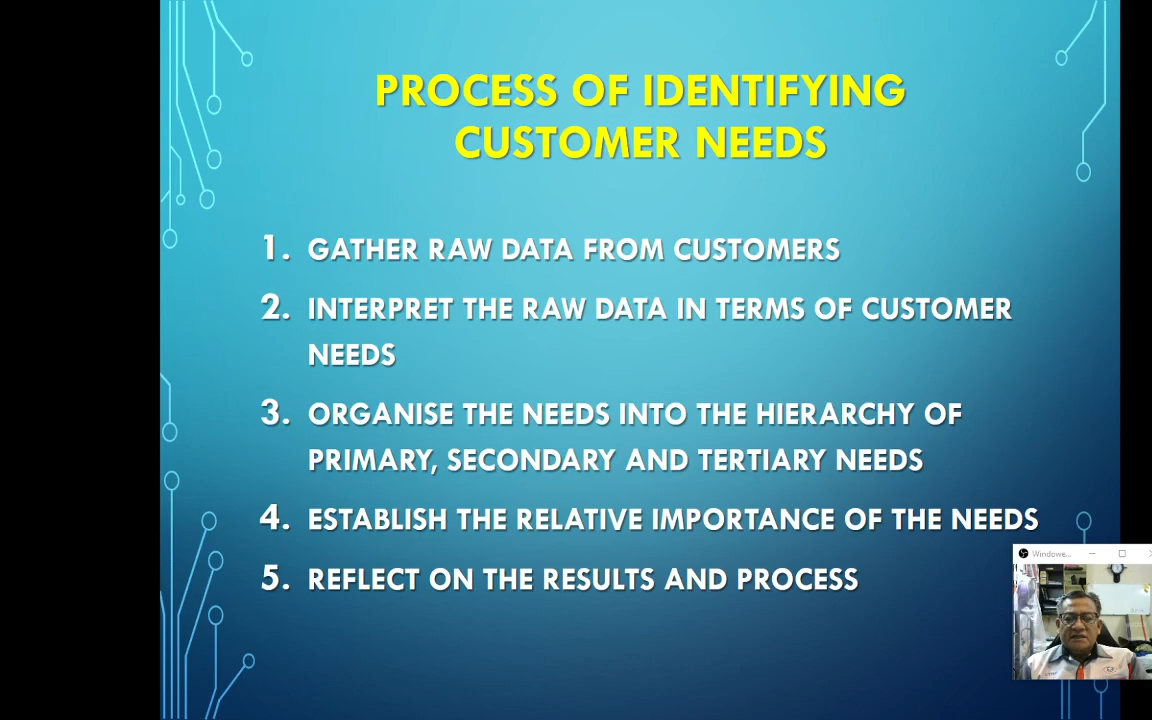 PROCESS OF IDENTIFYING
CUSTOMER NEEDS
1. GATHER RAW DATA FROM CUSTOMERS
2. INTERPRET THE RAW DATA IN TERMS OF CUSTOMER
NEEDS
3. ORGANISE THE NEEDS INTO THE HIERARCHY OF
PRIMARY, SECONDARY AND TERTIARY NEEDS
4. ESTABLISH THE RELATIVE IMPORTANCE OF THE NEEDS
Windowe...
5. REFLECT ON THE RESULTS AND PROCESS